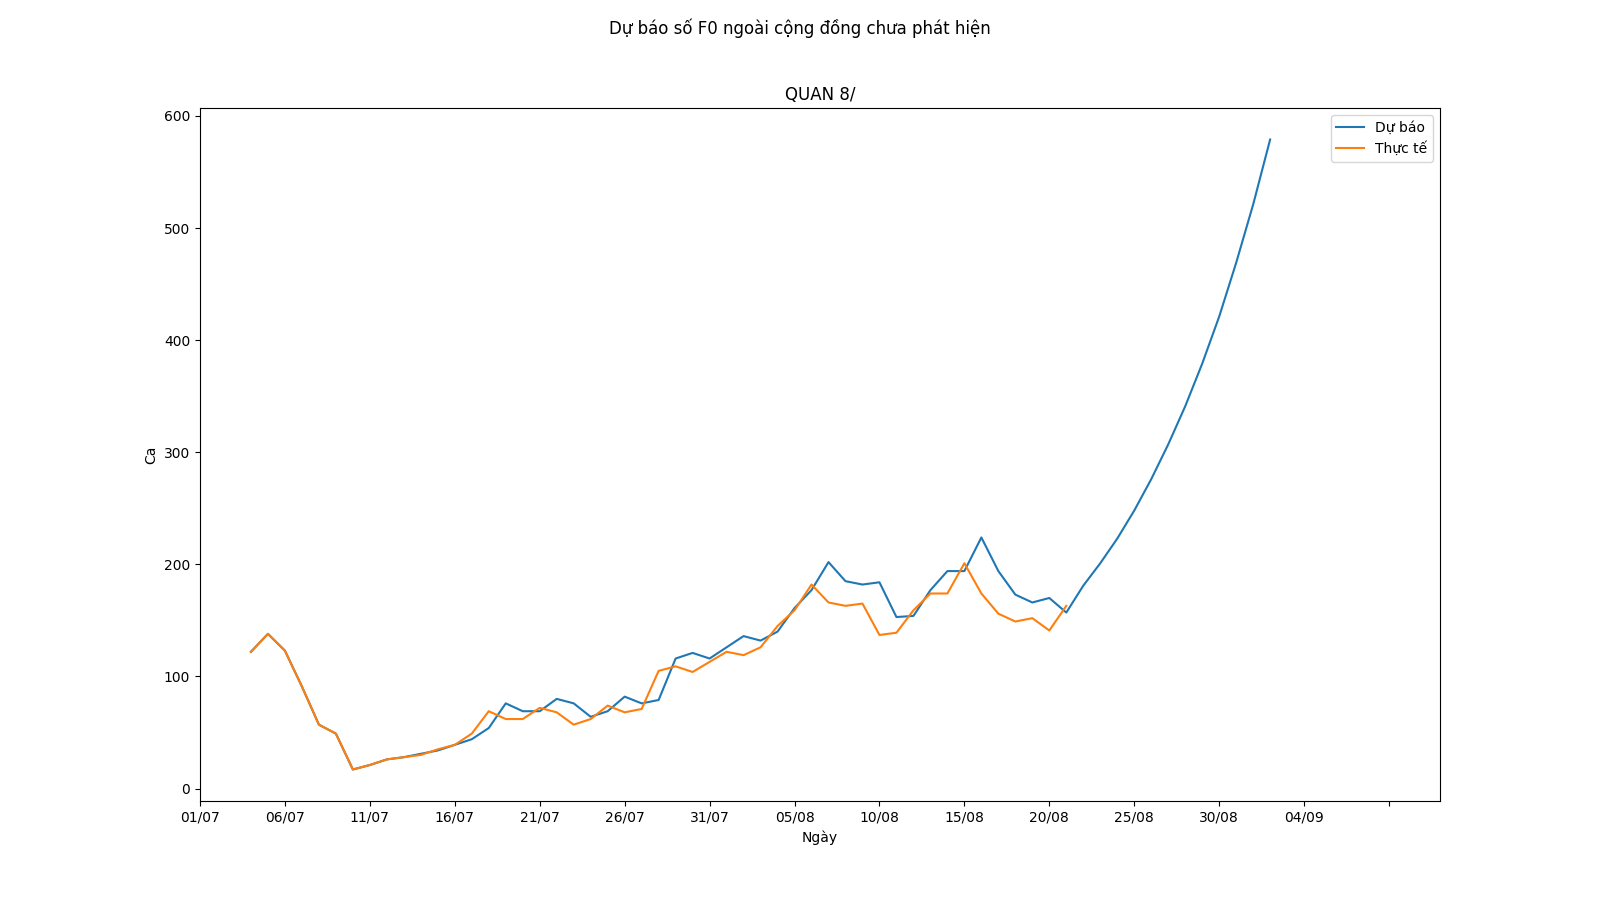 Dự báo số F0 ngoài cộng đồng chưa phát hiện
QUAN 8/
600
500
400
300
200
100
0
Ca
Dự báo
Thực tế
01/07 06/07 11/07 16/07 21/07 26/07 31/07 05/08 10/08 15/08 20/08 25/08 30/08 04/09
Ngày